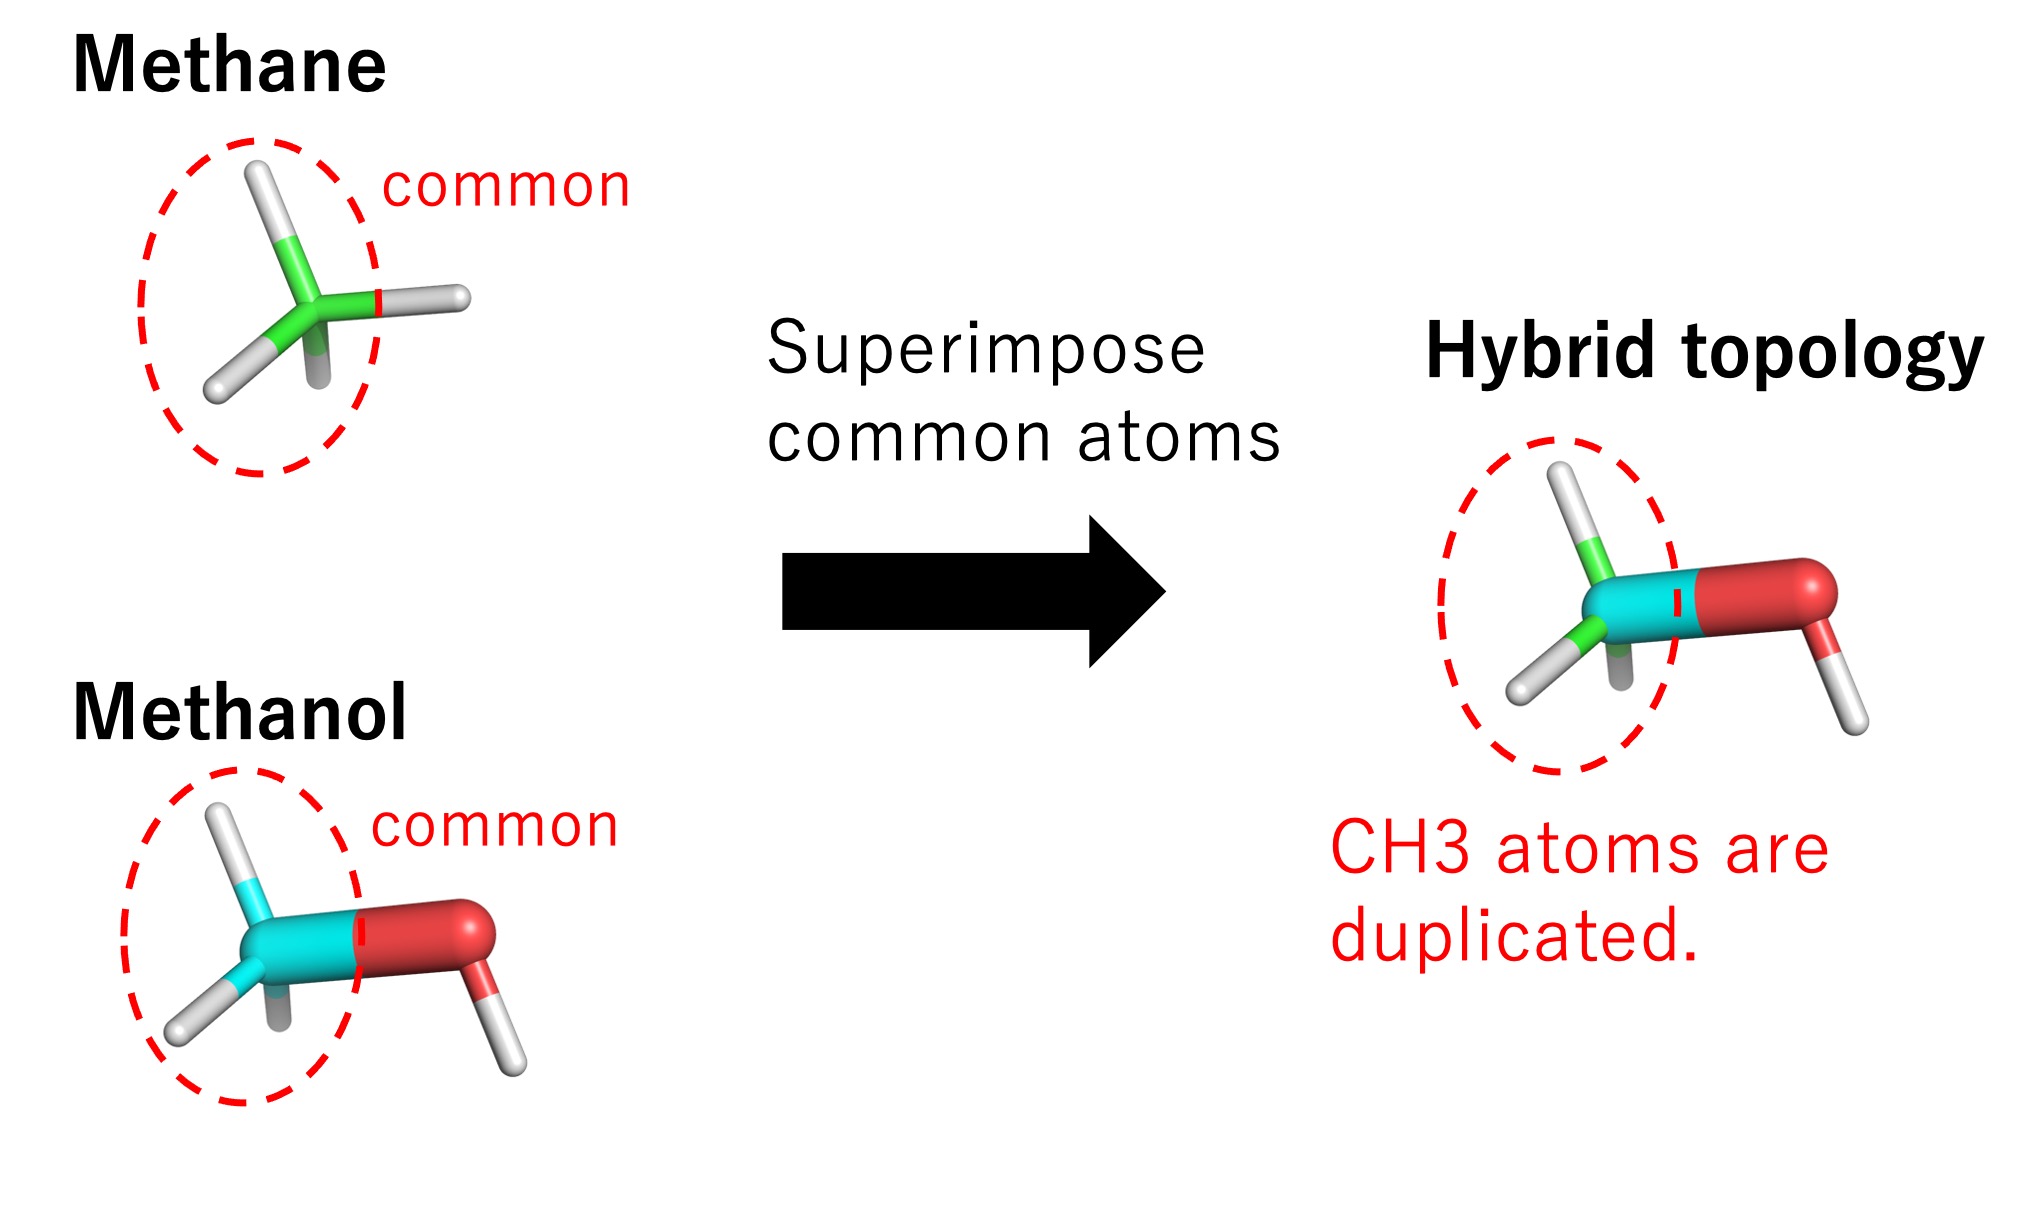 Methane
common
Superimpose
common atoms
Hybrid topology
Methanol
common
CH3 atoms are
duplicated.